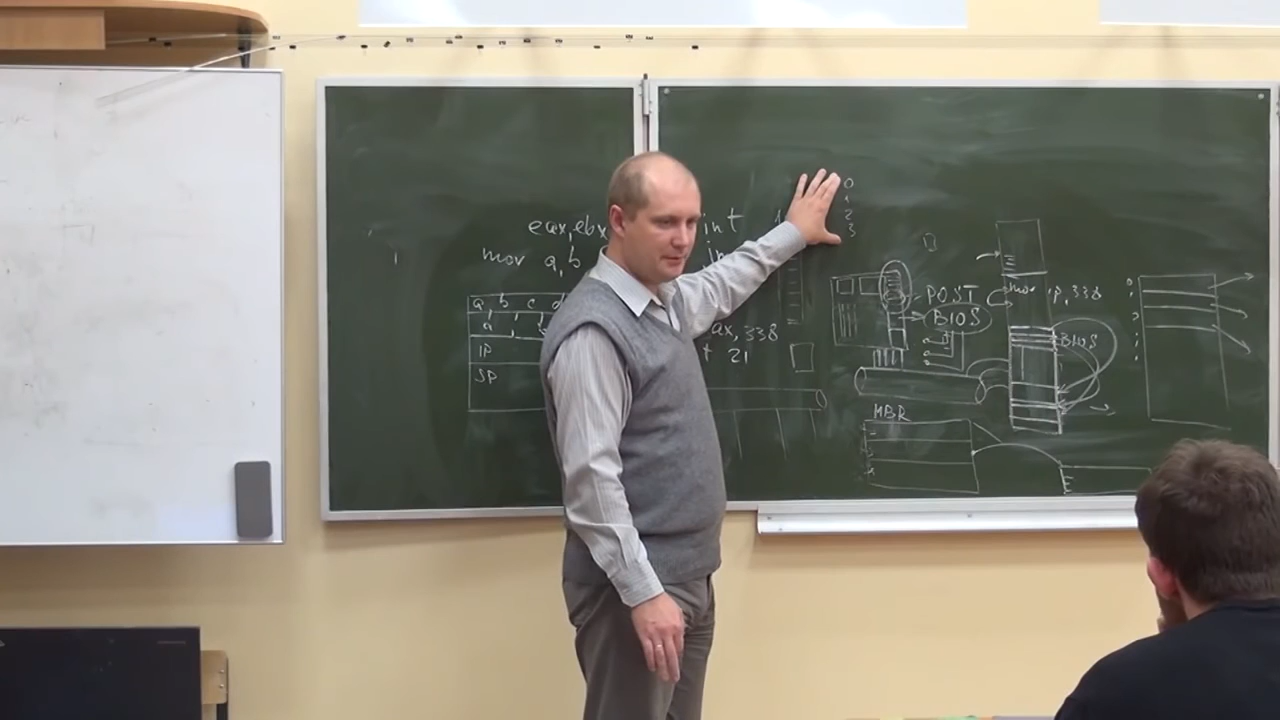 eax, ebx
mov a, b
a, b c d
a
IP
SP
int
ax, 338
21
0
1
2
3
POST
BIOS
MBR
mov ip, 338
BIOS